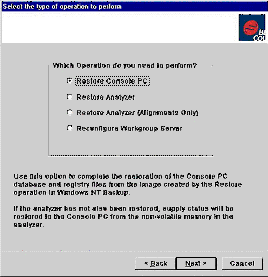 Select the type of operation to perform
Which Operation do you need to perform?
Restore Console PC
Restore Analyzer
Restore Analyzer (Alignments Only)
Reconfigure Workgroup Server
Use this option to complete the restoration of the Console PC
database and registry files from the image created by the Restore
operation in Windows NT Backup.
If the analyzer has not also been restored, supply status will be
restored to the Console PC from the non-volatile memory in the
analyzer.
< Back
Next >
Cancel